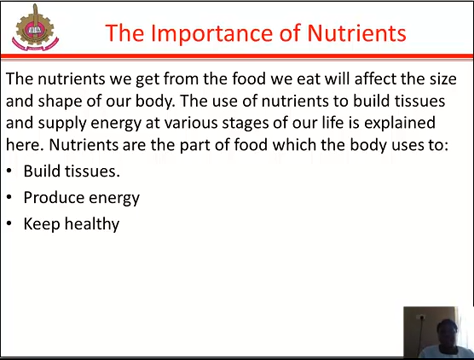 The Importance of Nutrients
The nutrients we get from the food we eat will affect the size
and shape of our body. The use of nutrients to build tissues
and supply energy at various stages of our life is explained
here. Nutrients are the part of food which the body uses to:
• Build tissues.
• Produce energy
• Keep healthy